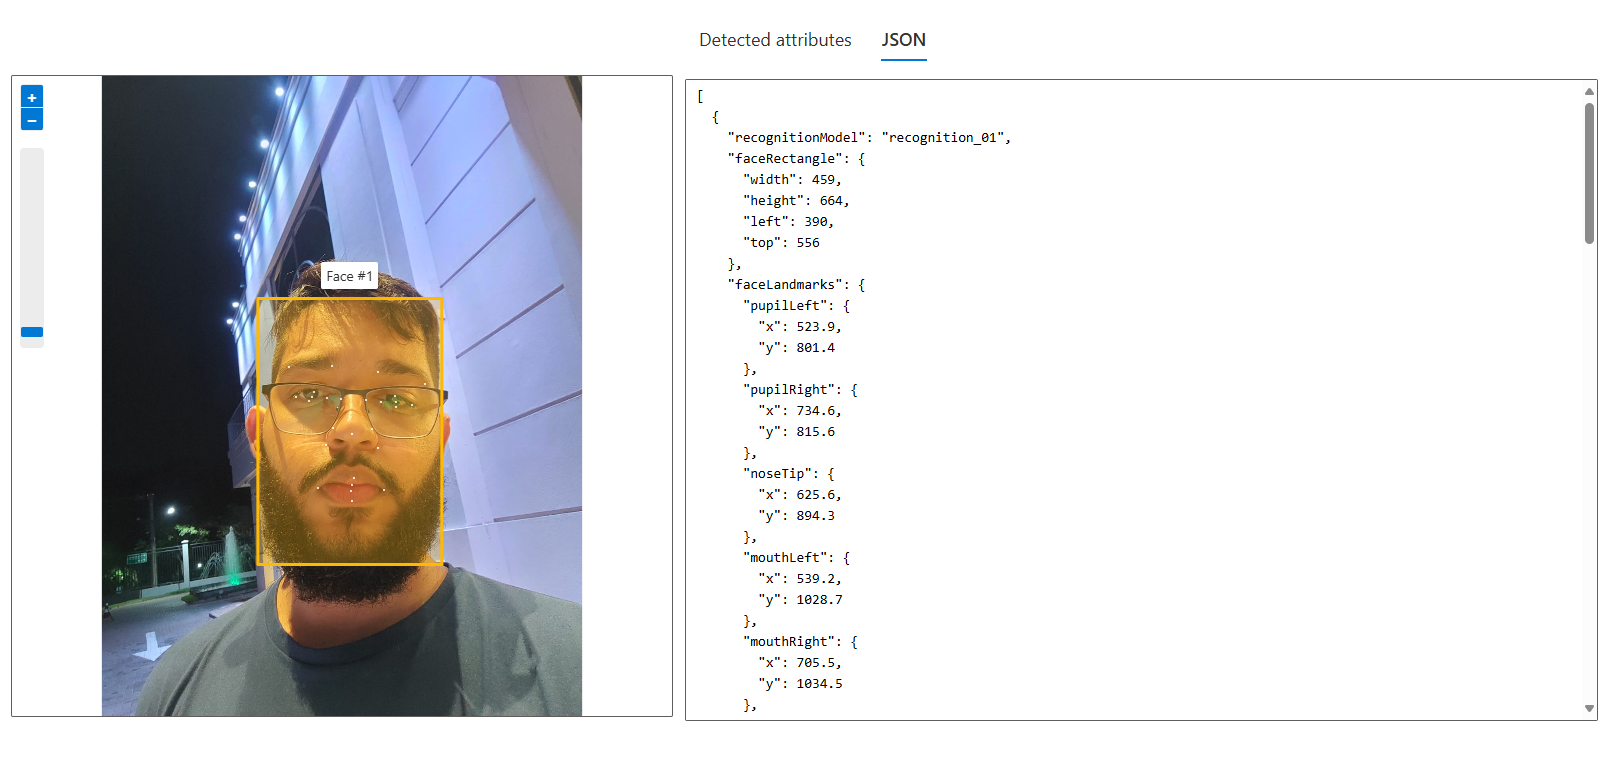 Detected attributes JSON
+
−
Face #1
[
{
"recognitionModel": "recognition_01",
"faceRectangle": {
"width": 459,
"height": 664,
"left": 390,
"top": 556
},
"faceLandmarks": {
"pupilLeft": {
"x": 523.9,
"y": 801.4
},
"pupilRight": {
"x": 734.6,
"y": 815.6
},
"noseTip": {
"x": 625.6,
"y": 894.3
},
"mouthLeft": {
"x": 539.2,
"y": 1028.7
},
"mouthRight": {
"x": 705.5,
"y": 1034.5
},